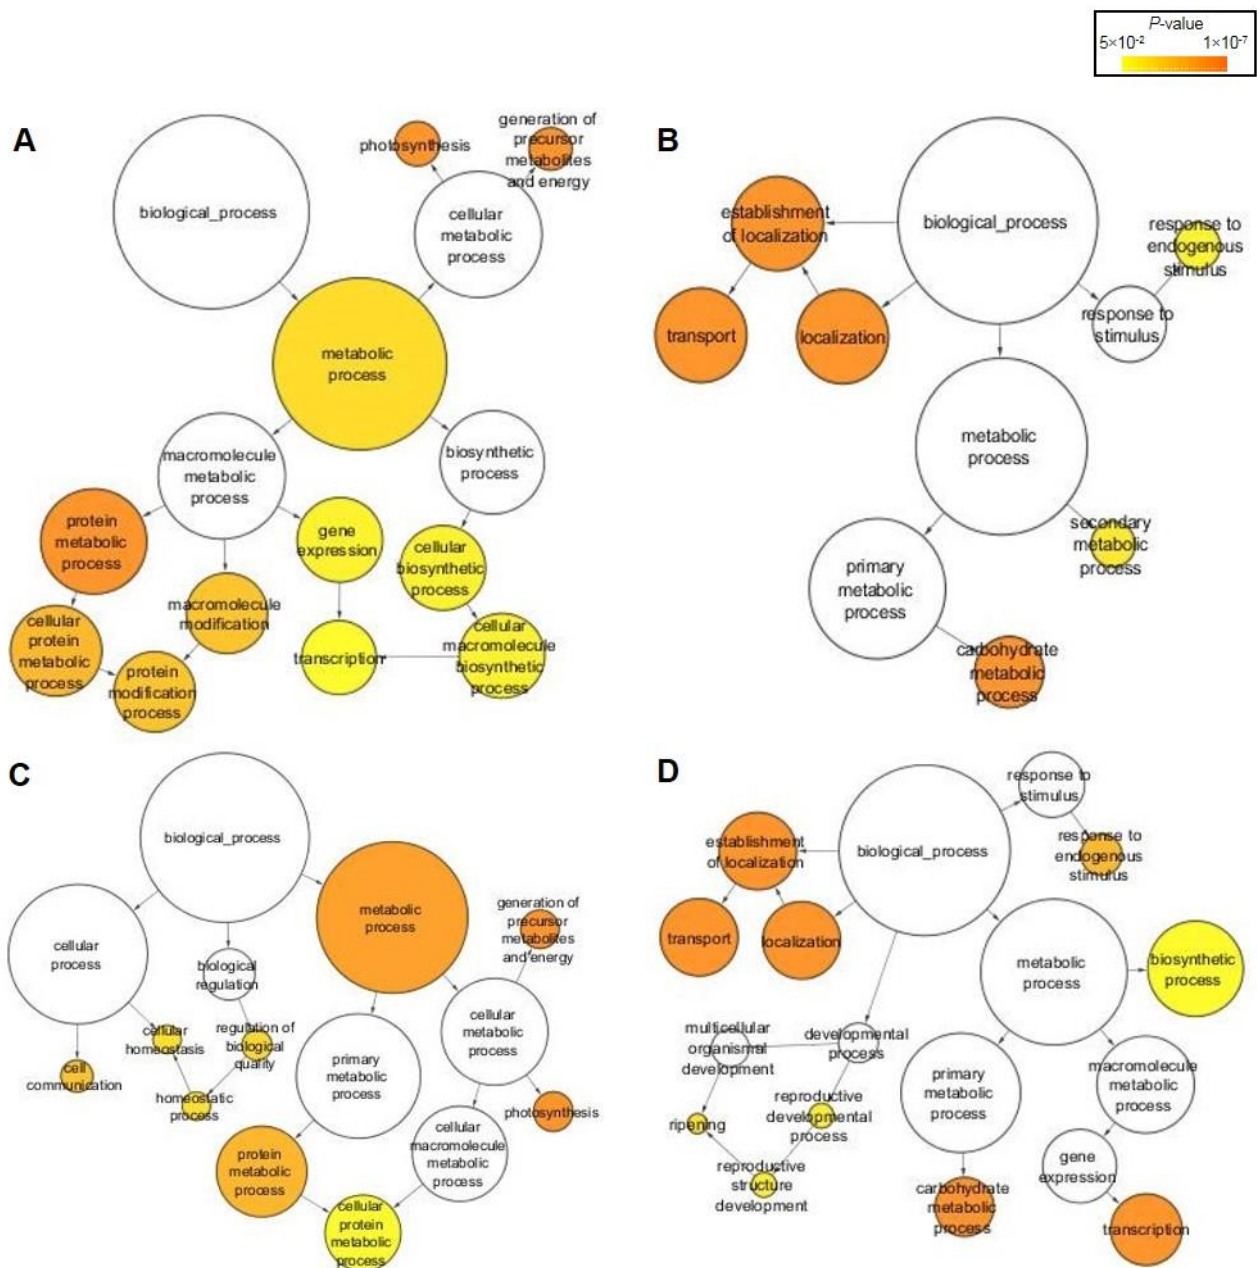 P-value
5×10-2 1×10-7
A
biological_process
photosynthesis
generation of
precursor
metabolites
and energy
cellular
metabolic
process
metabolic
process
macromolecule
metabolic
process
biosynthetic
process
protein
metabolic
process
gene
expression
cellular
biosynthetic
process
macromolecule
modification
cellular
protein
metabolic
process
protein
modification
process
transcription
cellular
macromolecule
biosynthetic
process
B
establishment
of localization
biological_process
response to
endogenous
stimulus
transport
localization
response to
stimulus
metabolic
process
secondary
metabolic
process
primary
metabolic
process
carbohydrate
metabolic
process
C
biological_process
metabolic
process
generation of
precursor
metabolites
and energy
cellular
process
biological
regulation
cellular
homeostasis
regulation of
biological
quality
cellular
metabolic
process
cell
communication
homeostatic
process
primary
metabolic
process
photosynthesis
protein
metabolic
process
cellular
macromolecule
metabolic
process
cellular
protein
metabolic
process
D
response to
stimulus
establishment
of localization
biological_process
response to
endogenous
stimulus
transport
localization
metabolic
process
biosynthetic
process
multicellular
organismal
development
developmental
process
primary
metabolic
process
macromolecule
metabolic
process
ripening
reproductive
developmental
process
reproductive
structure
development
gene
expression
carbohydrate
metabolic
process
transcription